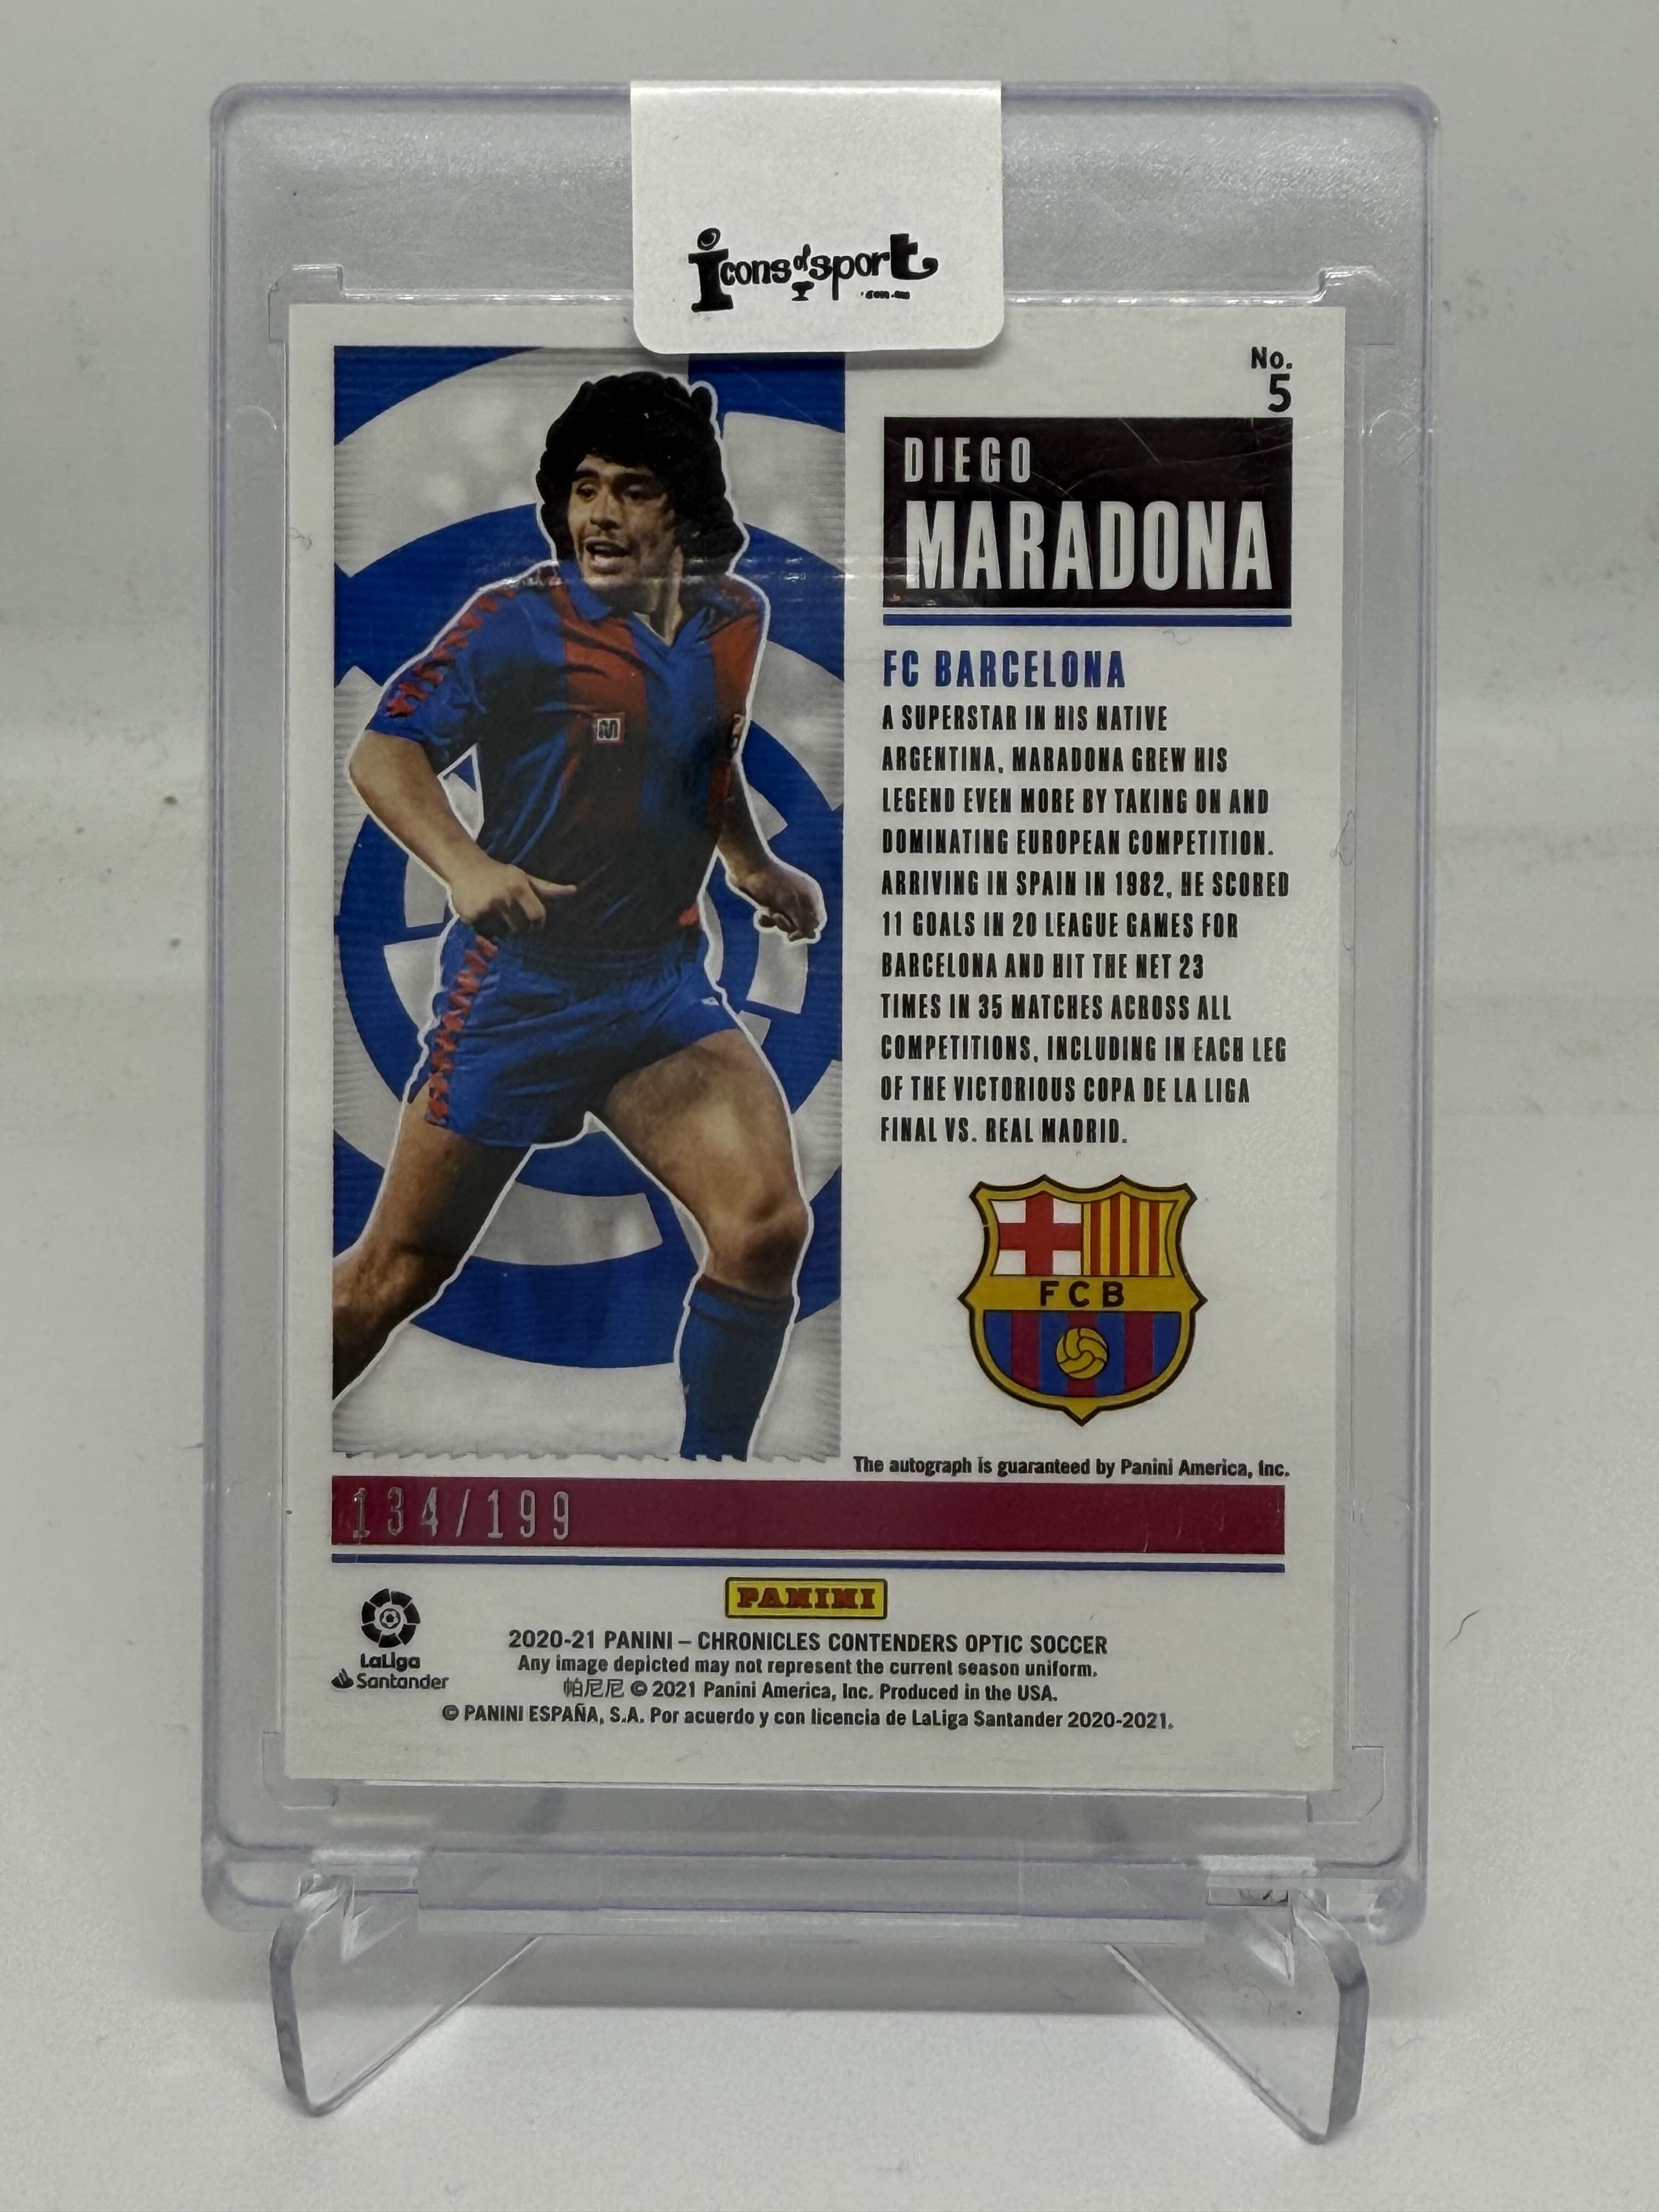 icons of sport
No.
5
DIEGO
MARADONA
M
FC BARCELONA
A SUPERSTAR IN HIS NATIVE
ARGENTINA, MARADONA GREW HIS
LEGEND EVEN MORE BY TAKING ON AND
DOMINATING EUROPEAN COMPETITION.
ARRIVING IN SPAIN IN 1982, HE SCORED
11 GOALS IN 20 LEAGUE GAMES FOR
BARCELONA AND HIT THE NET 23
TIMES IN 35 MATCHES ACROSS ALL
COMPETITIONS, INCLUDING IN EACH LEG
OF THE VICTORIOUS COPA DE LA LIGA
FINAL VS. REAL MADRID.
FCB
The autograph is guaranteed by Panini America, Inc.
134/199
PANINI
LaLiga
Santander
2020-21 PANINI – CHRONICLES CONTENDERS OPTIC SOCCER
Any image depicted may not represent the current season uniform.
帕尼尼 © 2021 Panini America, Inc. Produced in the USA.
© PANINI ESPAÑA, S.A. Por acuerdo y con licencia de LaLiga Santander 2020-2021.